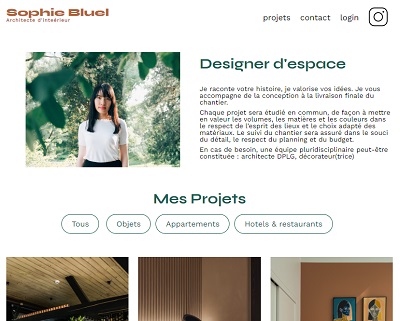 Sophie Bluel
Architecte d'intérieur
projets contact login
Designer d'espace
Je raconte votre histoire, je valorise vos idées. Je vous
accompagne de la conception à la livraison finale du
chantier.
Chaque projet sera étudié en commun, de façon à mettre
en valeur les volumes, les matières et les couleurs dans
le respect de l'esprit des lieux et le choix adapté des
matériaux. Le suivi du chantier sera assuré dans le souci
du détail, le respect du planning et du budget.
En cas de besoin, une équipe pluridisciplinaire peut-être
constituée : architecte DPLG, décorateur(trice)
Mes Projets
Tous
Objets
Appartements
Hotels & restaurants